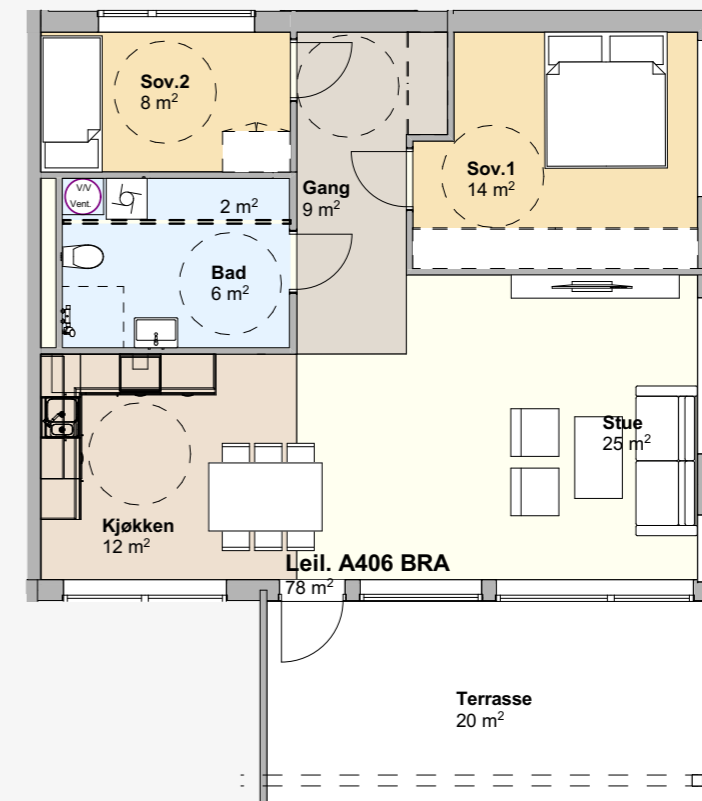 Sov.2
8 m²
Sov.1
14 m²
Gang
9 m²
V/V
Vent.
2 m²
Bad
6 m²
Stue
25 m²
Kjøkken
12 m²
Leil. A406 BRA
78 m²
Terrasse
20 m²